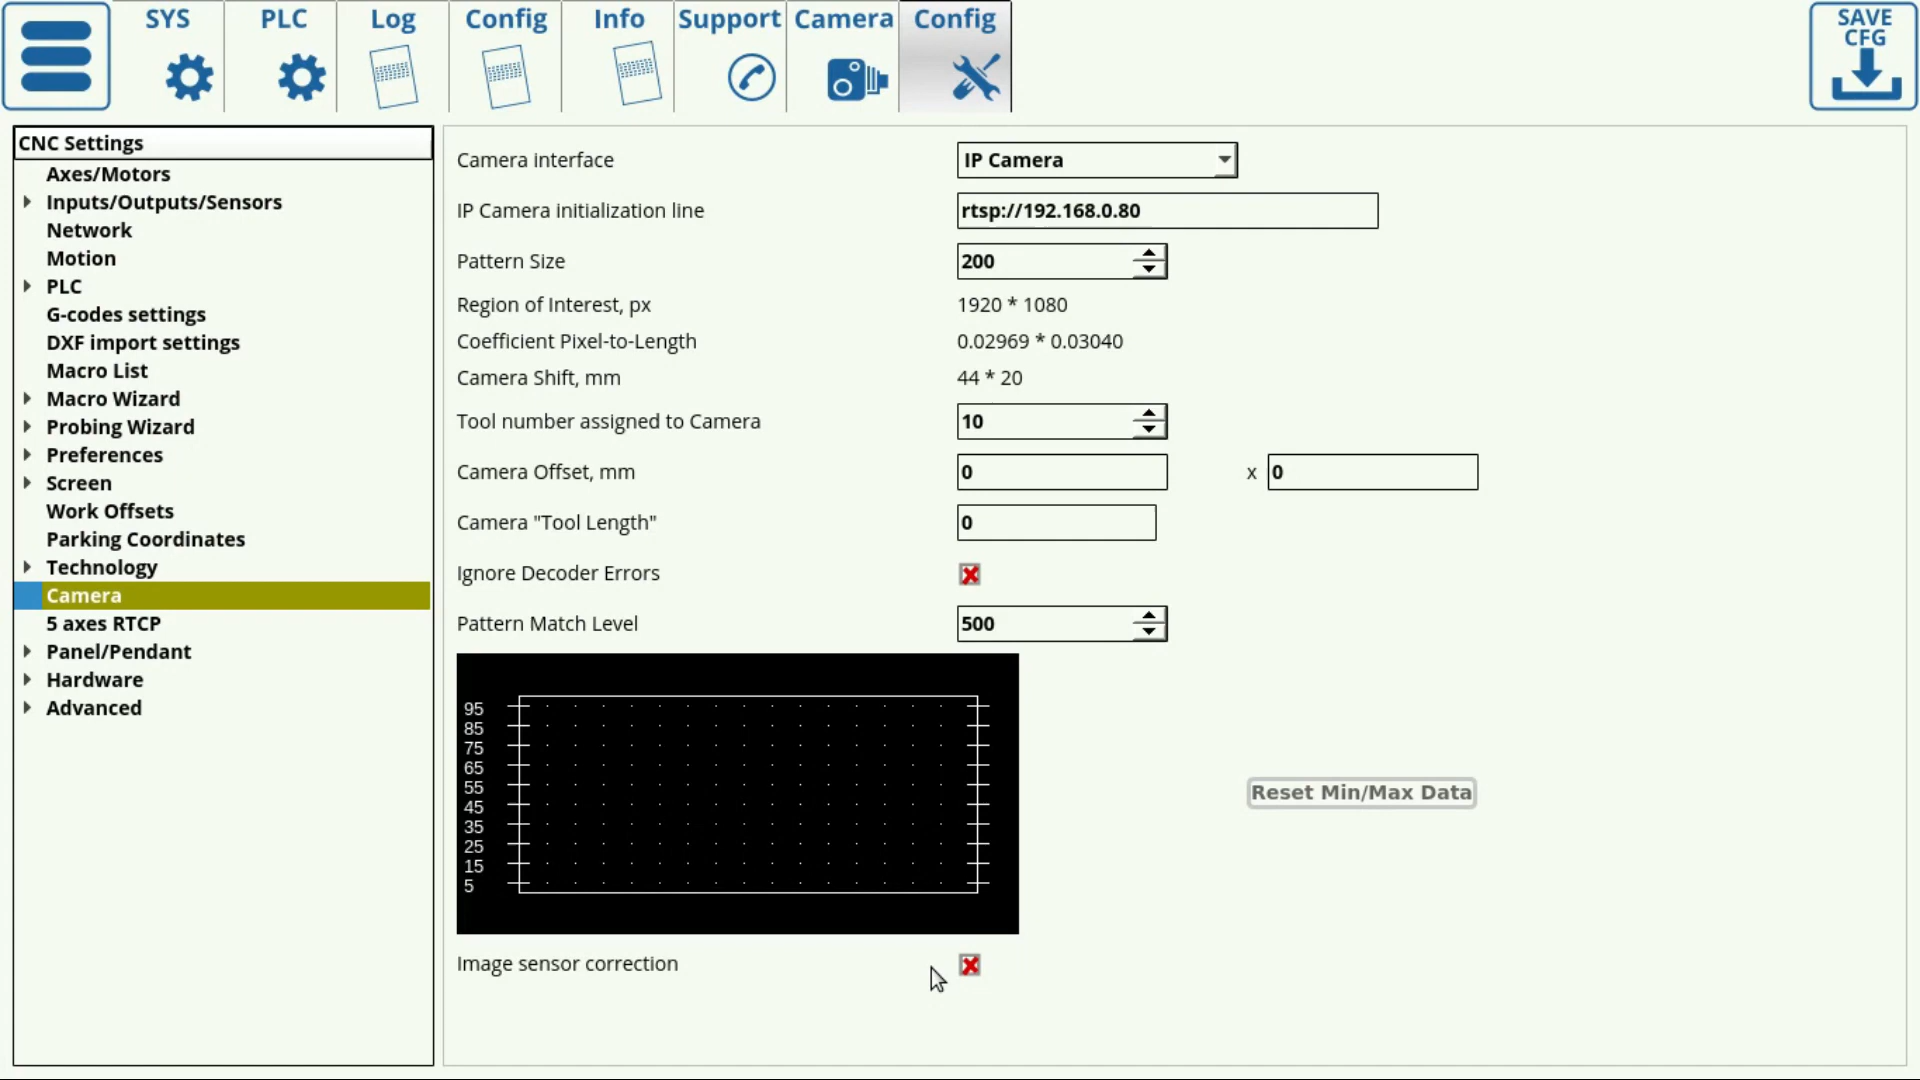 SYS
PLC
Log
Config
Info
Support
Camera
Config
SAVE
CFG
CNC Settings
Axes/Motors
Inputs/Outputs/Sensors
Network
Motion
PLC
G-codes settings
DXF import settings
Macro List
Macro Wizard
Probing Wizard
Preferences
Screen
Work Offsets
Parking Coordinates
Technology
Camera
5 axes RTCP
Panel/Pendant
Hardware
Advanced
Camera interface IP Camera
IP Camera initialization line rtsp://192.168.0.80
Pattern Size 200
Region of Interest, px 1920 * 1080
Coefficient Pixel-to-Length 0.02969 * 0.03040
Camera Shift, mm 44 * 20
Tool number assigned to Camera 10
Camera Offset, mm 0 x 0
Camera "Tool Length" 0
Ignore Decoder Errors
Pattern Match Level 500
95
85
75
65
55
45
35
25
15
5
Reset Min/Max Data
Image sensor correction